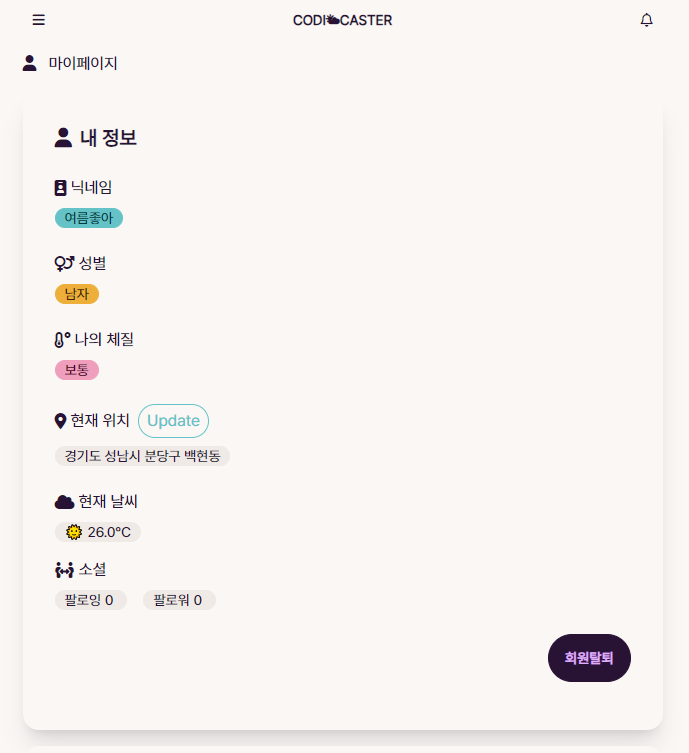 CODI CASTER
마이페이지
내 정보
닉네임
여름좋아
성별
남자
나의 체질
보통
현재 위치 Update
경기도 성남시 분당구 백현동
현재 날씨
🌞 26.0°C
소셜
팔로잉 0 팔로워 0
회원탈퇴